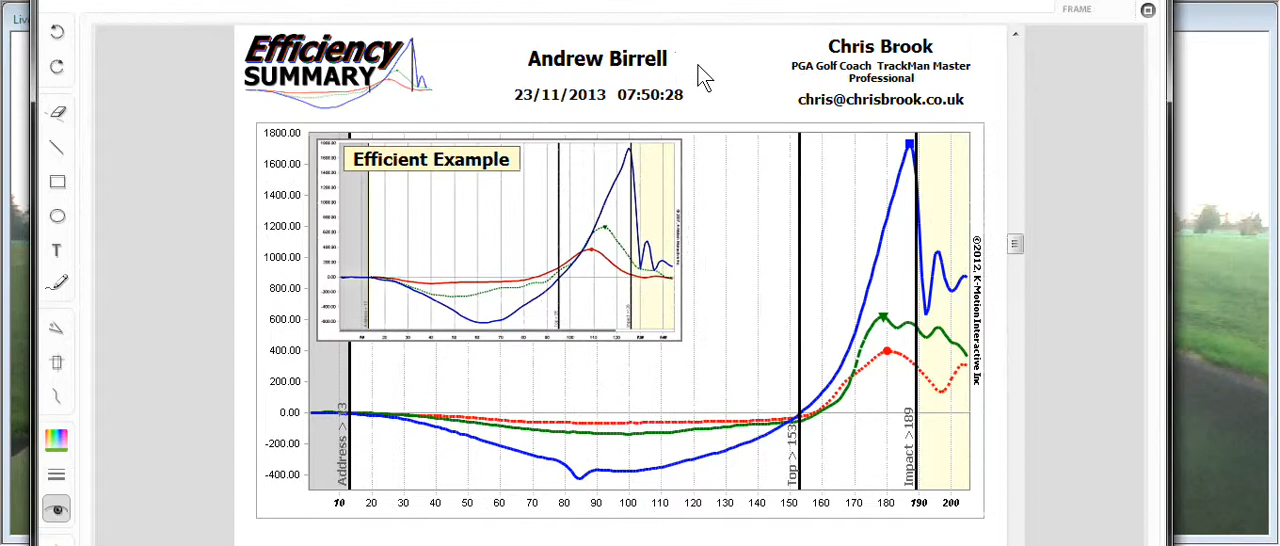 Liv
FRAME
Efficiency
SUMMARY
Andrew Birrell
23/11/2013 07:50:28
Chris Brook
PGA Golf Coach TrackMan Master
Professional
chris@chrisbrook.co.uk
Efficient Example
1800.00
1600.00
1400.00
1200.00
1000.00
800.00
600.00
400.00
200.00
0.00
-200.00
-400.00
Address > 13
Top > 153
Impact >189
©2012, K-Motion Interactive Inc
10 20 30 40 50 60 70 80 90 100 110 120 130 140 150 160 170 180 190 200
T